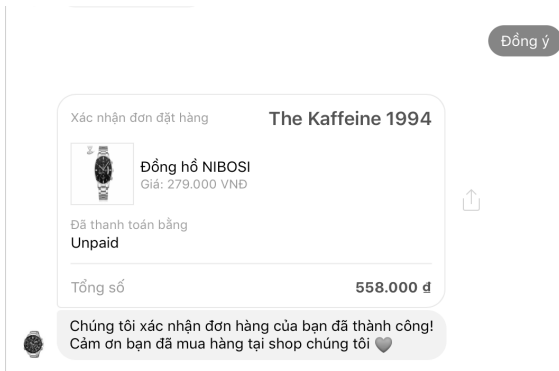 Đồng ý
Xác nhận đơn đặt hàng
The Kaffeine 1994
Đồng hồ NIBOSI
Giá: 279.000 VNĐ
Đã thanh toán bằng
Unpaid
Tổng số
558.000 ₫
Chúng tôi xác nhận đơn hàng của bạn đã thành công!
Cảm ơn bạn đã mua hàng tại shop chúng tôi 🖤